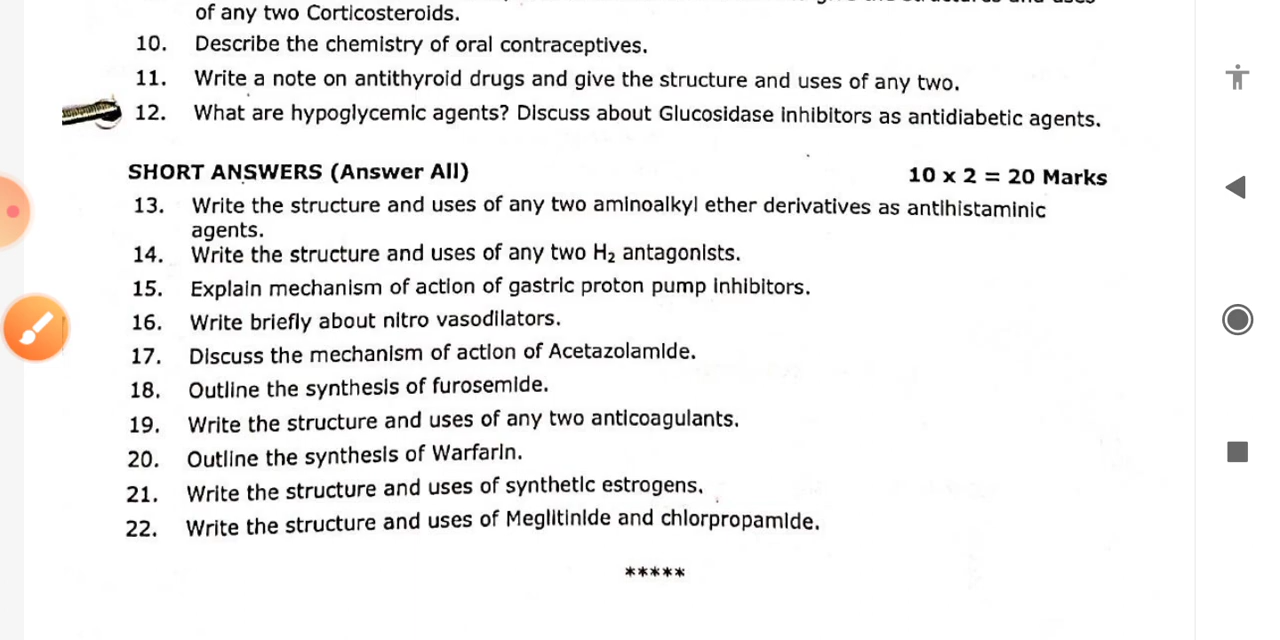 of any two Corticosteroids.
10. Describe the chemistry of oral contraceptives.
11. Write a note on antithyroid drugs and give the structure and uses of any two.
12. What are hypoglycemic agents? Discuss about Glucosidase inhibitors as antidiabetic agents.
SHORT ANSWERS (Answer All) 10 x 2 = 20 Marks
13. Write the structure and uses of any two aminoalkyl ether derivatives as antihistaminic
agents.
14. Write the structure and uses of any two H₂ antagonists.
15. Explain mechanism of action of gastric proton pump inhibitors.
16. Write briefly about nitro vasodilators.
17. Discuss the mechanism of action of Acetazolamide.
18. Outline the synthesis of furosemide.
19. Write the structure and uses of any two anticoagulants.
20. Outline the synthesis of Warfarin.
21. Write the structure and uses of synthetic estrogens.
22. Write the structure and uses of Meglitinide and chlorpropamide.
*****